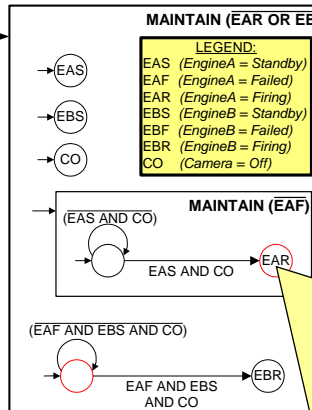 MAINTAIN (EAR OR EB
LEGEND:
EAS (EngineA = Standby)
EAF (EngineA = Failed)
EAR (EngineA = Firing)
EBS (EngineB = Standby)
EBF (EngineB = Failed)
EBR (EngineB = Firing)
CO (Camera = Off)
EAS
EBS
CO
MAINTAIN (EAF)
(EAS AND CO)
EAR
EAS AND CO
(EAF AND EBS AND CO)
EBR
EAF AND EBS
AND CO